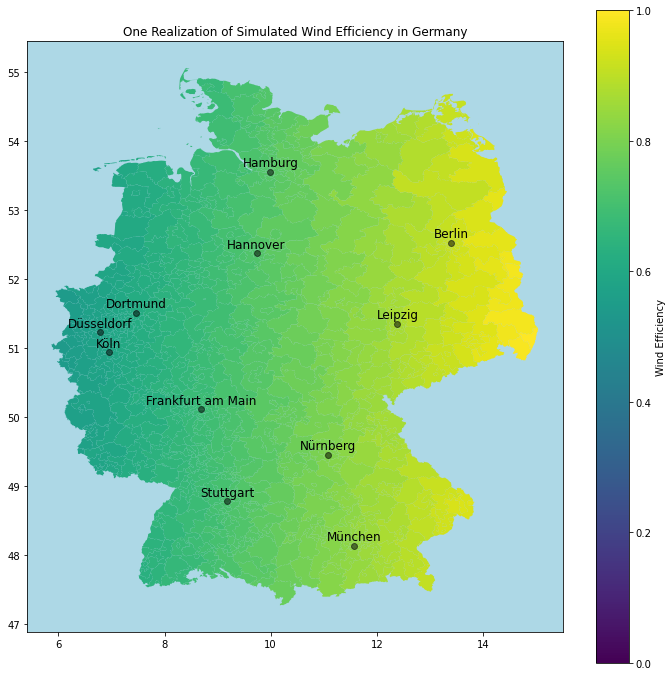 One Realization of Simulated Wind Efficiency in Germany
1.0
55
54
Hamburg
0.8
53
Berlin
Hannover
52
0.6
Dortmund
Leipzig
Düsseldorf
Köln
51
Wind Efficiency
0.4
Frankfurt am Main
50
Nürnberg
49
Stuttgart
0.2
München
48
47
0.0
6
8
10
12
14